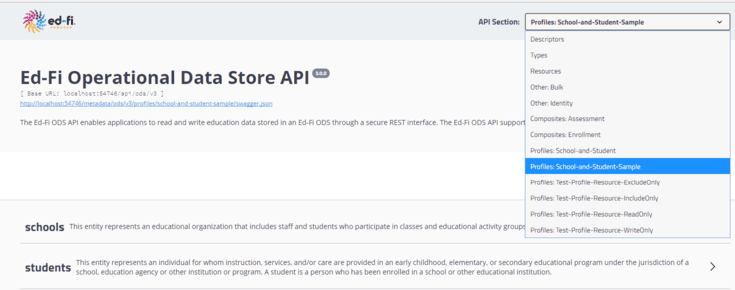 ed-fi.
API Section:
Profiles: School-and-Student-Sample
Descriptors
Types
Resources
Other: Bulk
Other: Identity
Composites: Assessment
Composites: Enrollment
Profiles: School-and-Student
Profiles: School-and-Student-Sample
Profiles: Test-Profile-Resource-ExcludeOnly
Profiles: Test-Profile-Resource-IncludeOnly
Profiles: Test-Profile-Resource-ReadOnly
Profiles: Test-Profile-Resource-WriteOnly
Ed-Fi Operational Data Store API 5.0.0
[ Base URL: localhost:54746/api/ods/v3 ]
http://localhost:54746/metadata/ods/v3/profiles/school-and-student-sample/swagger.json
The Ed-Fi ODS API enables applications to read and write education data stored in an Ed-Fi ODS through a secure REST interface. The Ed-Fi ODS API support
schools This entity represents an educational organization that includes staff and students who participate in classes and educational activity groups
students This entity represents an individual for whom instruction, services, and/or care are provided in an early childhood, elementary, or secondary educational program under the jurisdiction of a
school, education agency or other institution or program. A student is a person who has been enrolled in a school or other educational institution.